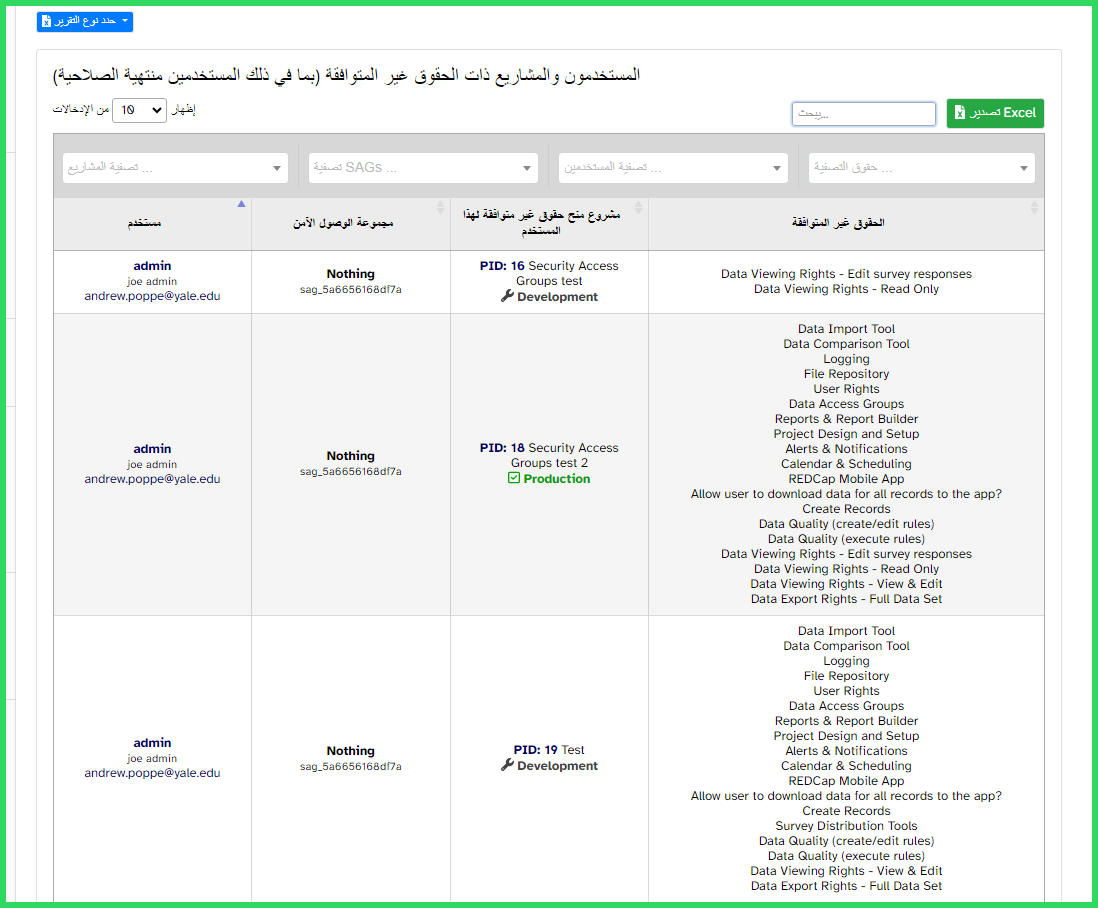 حدد نوع التقرير
المستخدمون والمشاريع ذات الحقوق غير المتوافقة (بما في ذلك المستخدمين منتهية الصلاحية)
إظهار 10 من الإدخالات
يبحث...
تصدير Excel
تصفية المشاريع ...
تصفية SAGs ...
تصفية المستخدمين ...
حقوق التصفية ...
مستخدم
مجموعة الوصول الآمن
مشروع منح حقوق غير متوافقة لهذا
المستخدم
الحقوق غير المتوافقة
admin
joe admin
andrew.poppe@yale.edu
Nothing
sag_5a6656168df7a
PID: 16 Security Access
Groups test
Development
Data Viewing Rights - Edit survey responses
Data Viewing Rights - Read Only
admin
joe admin
andrew.poppe@yale.edu
Nothing
sag_5a6656168df7a
PID: 18 Security Access
Groups test 2
Production
Data Import Tool
Data Comparison Tool
Logging
File Repository
User Rights
Data Access Groups
Reports & Report Builder
Project Design and Setup
Alerts & Notifications
Calendar & Scheduling
REDCap Mobile App
Allow user to download data for all records to the app?
Create Records
Data Quality (create/edit rules)
Data Quality (execute rules)
Data Viewing Rights - Edit survey responses
Data Viewing Rights - Read Only
Data Viewing Rights - View & Edit
Data Export Rights - Full Data Set
admin
joe admin
andrew.poppe@yale.edu
Nothing
sag_5a6656168df7a
PID: 19 Test
Development
Data Import Tool
Data Comparison Tool
Logging
File Repository
User Rights
Data Access Groups
Reports & Report Builder
Project Design and Setup
Alerts & Notifications
Calendar & Scheduling
REDCap Mobile App
Allow user to download data for all records to the app?
Create Records
Survey Distribution Tools
Data Quality (create/edit rules)
Data Quality (execute rules)
Data Viewing Rights - View & Edit
Data Export Rights - Full Data Set